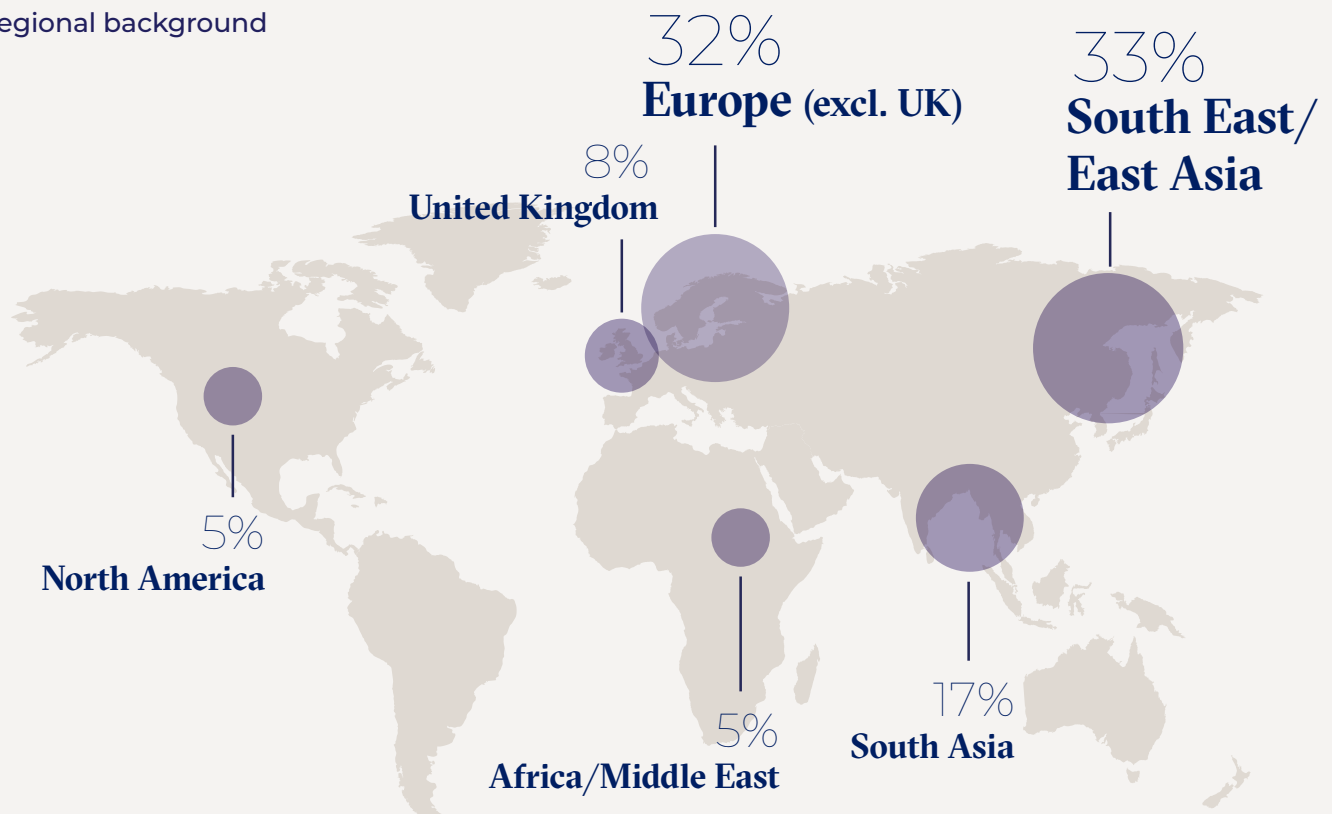 egional background
32%
Europe (excl. UK)
33%
South East/
East Asia
8%
United Kingdom
5%
North America
5%
Africa/Middle East
17%
South Asia